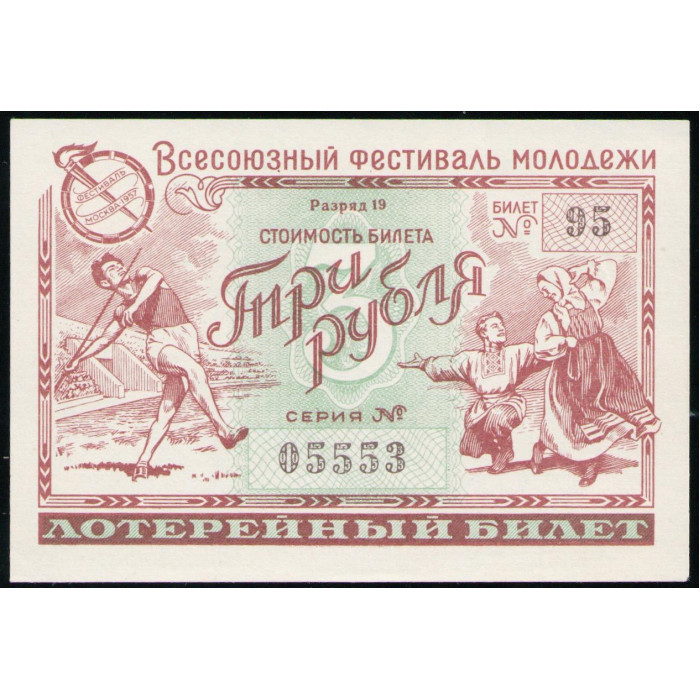 Всесоюзный фестиваль молодежи
ФЕСТИВАЛЬ
МОСКВА 1957
Разряд 19
БИЛЕТ
№ 95
СТОИМОСТЬ БИЛЕТА
3
Три
рубля
СЕРИЯ №
05553
ЛОТЕРЕЙНЫЙ БИЛЕТ